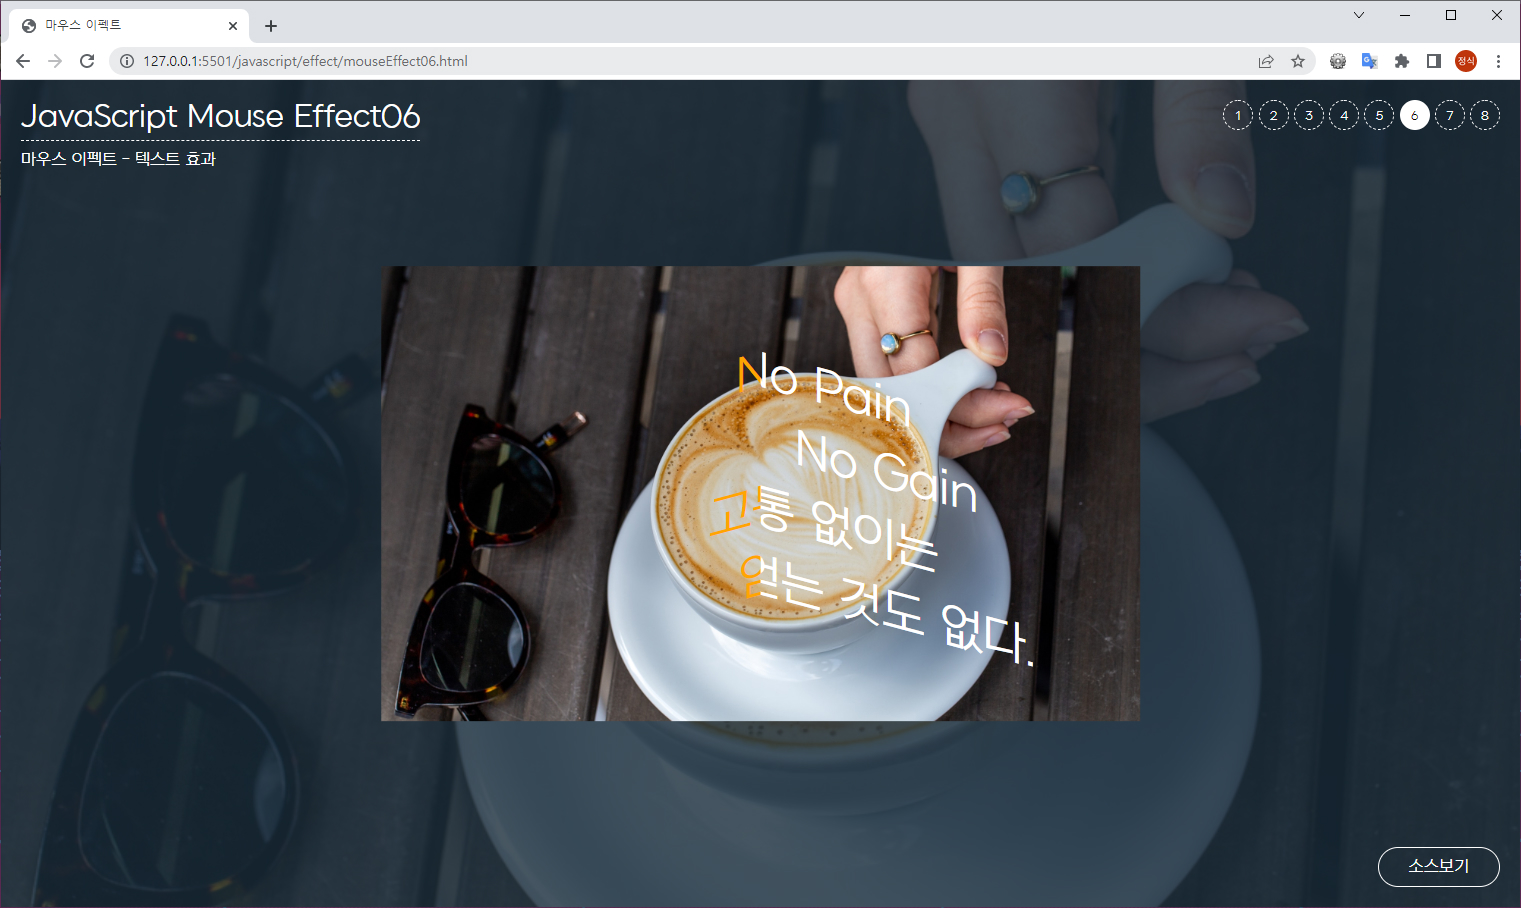 마우스 이펙트
127.0.0.1:5501/javascript/effect/mouseEffect06.html
정식
JavaScript Mouse Effect06
1 2 3 4 5 6 7 8
마우스 이펙트 - 텍스트 효과
No Pain
No Gain
고통 없이는
얻는 것도 없다.
소스보기